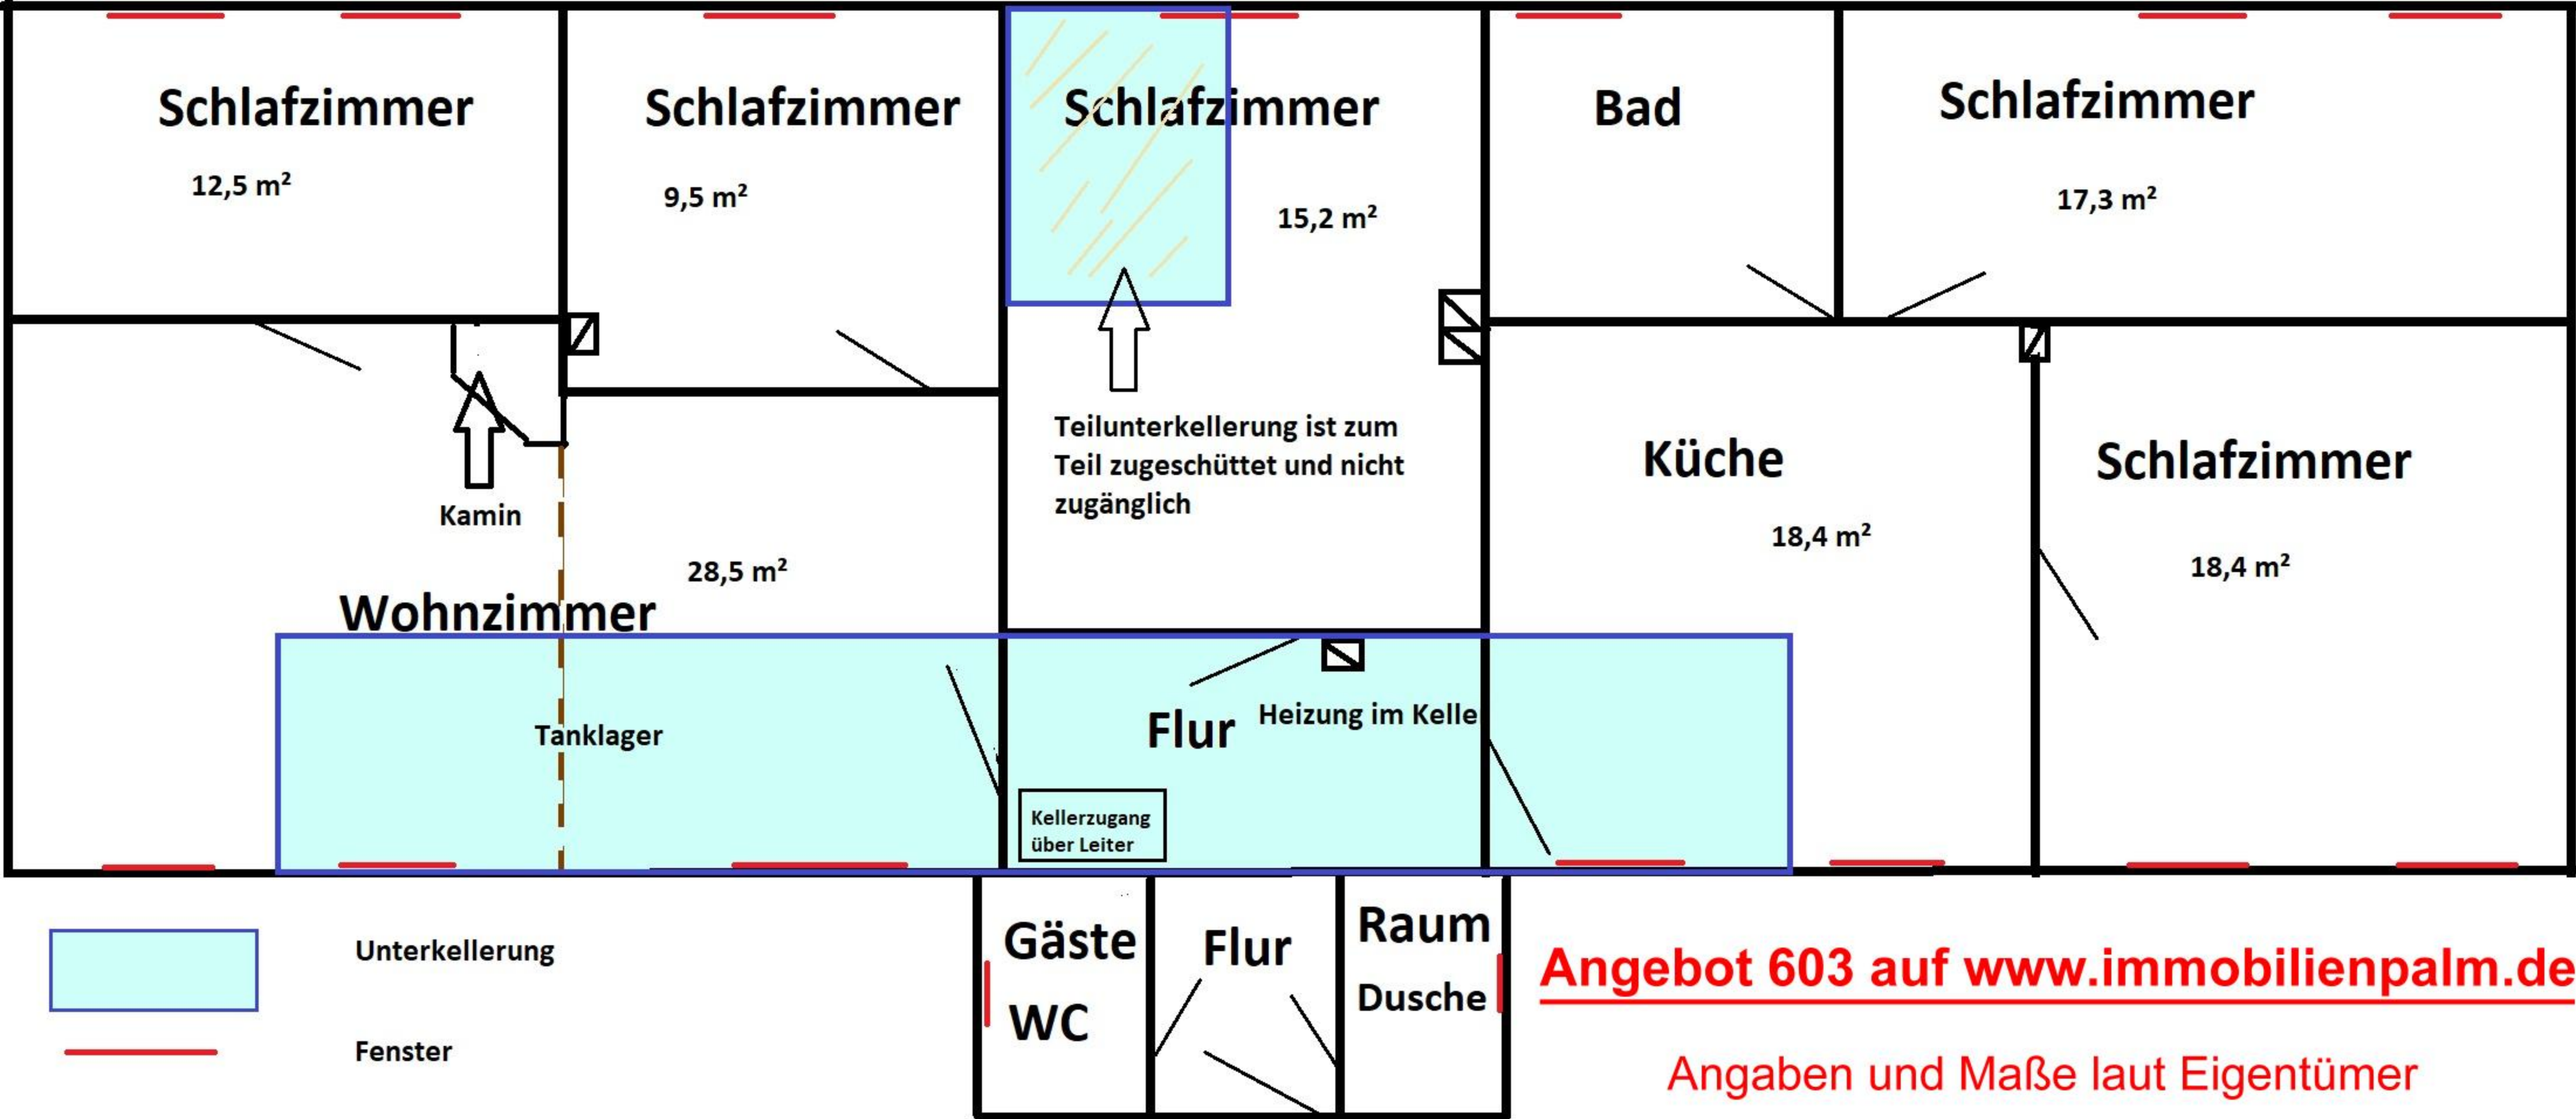 Schlafzimmer
12,5 m²
Schlafzimmer
9,5 m²
Schlafzimmer
15,2 m²
Bad
Schlafzimmer
17,3 m²
Teilunterkellerung ist zum
Teil zugeschüttet und nicht
zugänglich
Kamin
28,5 m²
Wohnzimmer
Küche
18,4 m²
Schlafzimmer
18,4 m²
Tanklager
Flur
Heizung im Kelle
Kellerzugang
über Leiter
Gäste
WC
Flur
Raum
Dusche
Unterkellerung
Fenster
Angebot 603 auf www.immobilienpalm.de
Angaben und Maße laut Eigentümer